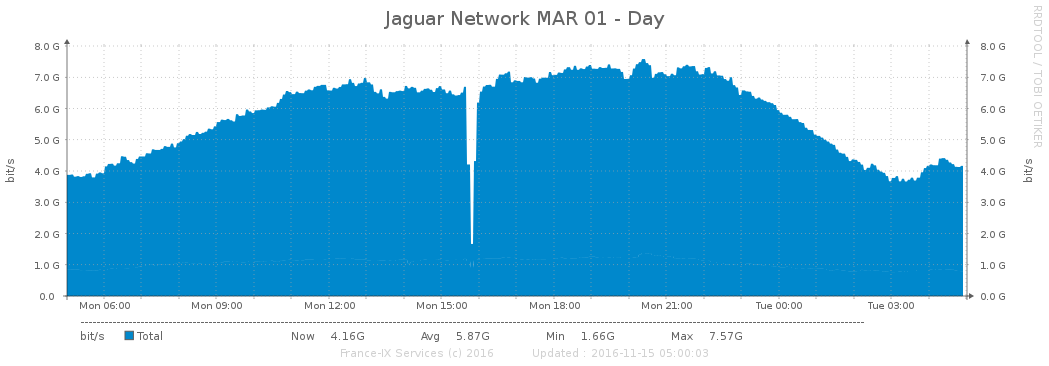 Jaguar Network MAR 01 - Day
RRDTOOL / TOBI OETIKER
bit/s
8.0 G 8.0 G
7.0 G 7.0 G
6.0 G 6.0 G
5.0 G 5.0 G
4.0 G 4.0 G
3.0 G 3.0 G
2.0 G 2.0 G
1.0 G 1.0 G
0.0 0.0 G
bit/s
Mon 06:00 Mon 09:00 Mon 12:00 Mon 15:00 Mon 18:00 Mon 21:00 Tue 00:00 Tue 03:00
bit/s Total Now 4.16G Avg 5.87G Min 1.66G Max 7.57G
France-IX Services (c) 2016 Updated : 2016-11-15 05:00:03